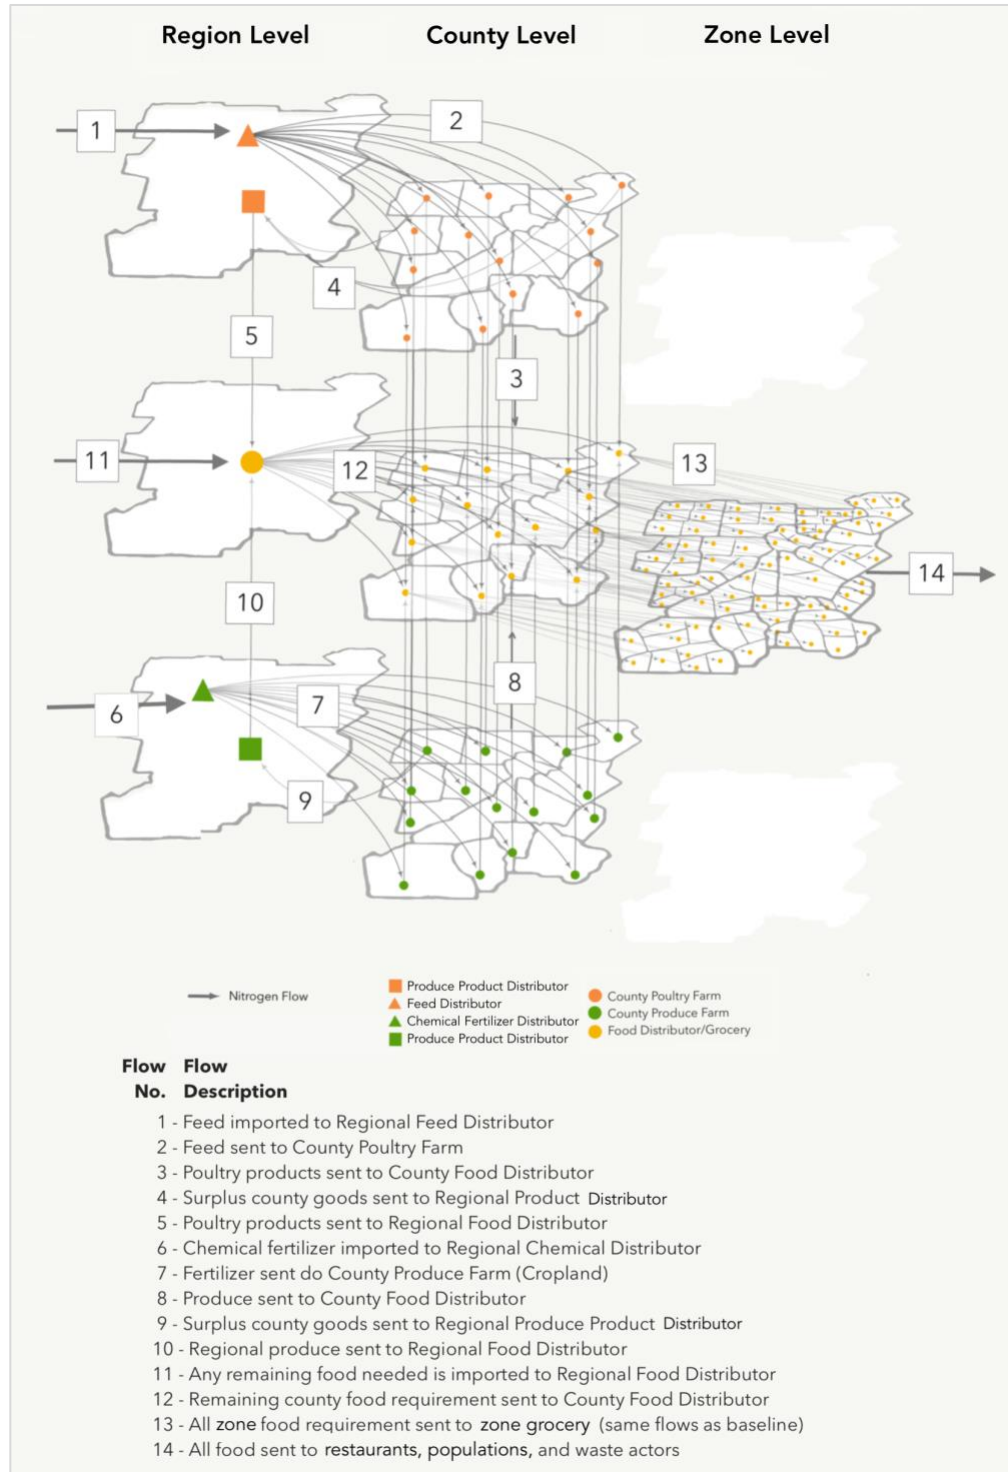 Region Level
County Level
Zone Level
1
2
4
5
3
11
12
13
14
10
8
6
7
9
Nitrogen Flow
Produce Product Distributor
Feed Distributor
Chemical Fertilizer Distributor
Produce Product Distributor
County Poultry Farm
County Produce Farm
Food Distributor/Grocery
Flow Flow
No. Description
1 - Feed imported to Regional Feed Distributor
2 - Feed sent to County Poultry Farm
3 - Poultry products sent to County Food Distributor
4 - Surplus county goods sent to Regional Product Distributor
5 - Poultry products sent to Regional Food Distributor
6 - Chemical fertilizer imported to Regional Chemical Distributor
7 - Fertilizer sent do County Produce Farm (Cropland)
8 - Produce sent to County Food Distributor
9 - Surplus county goods sent to Regional Produce Product Distributor
10 - Regional produce sent to Regional Food Distributor
11 - Any remaining food needed is imported to Regional Food Distributor
12 - Remaining county food requirement sent to County Food Distributor
13 - All zone food requirement sent to zone grocery (same flows as baseline)
14 - All food sent to restaurants, populations, and waste actors